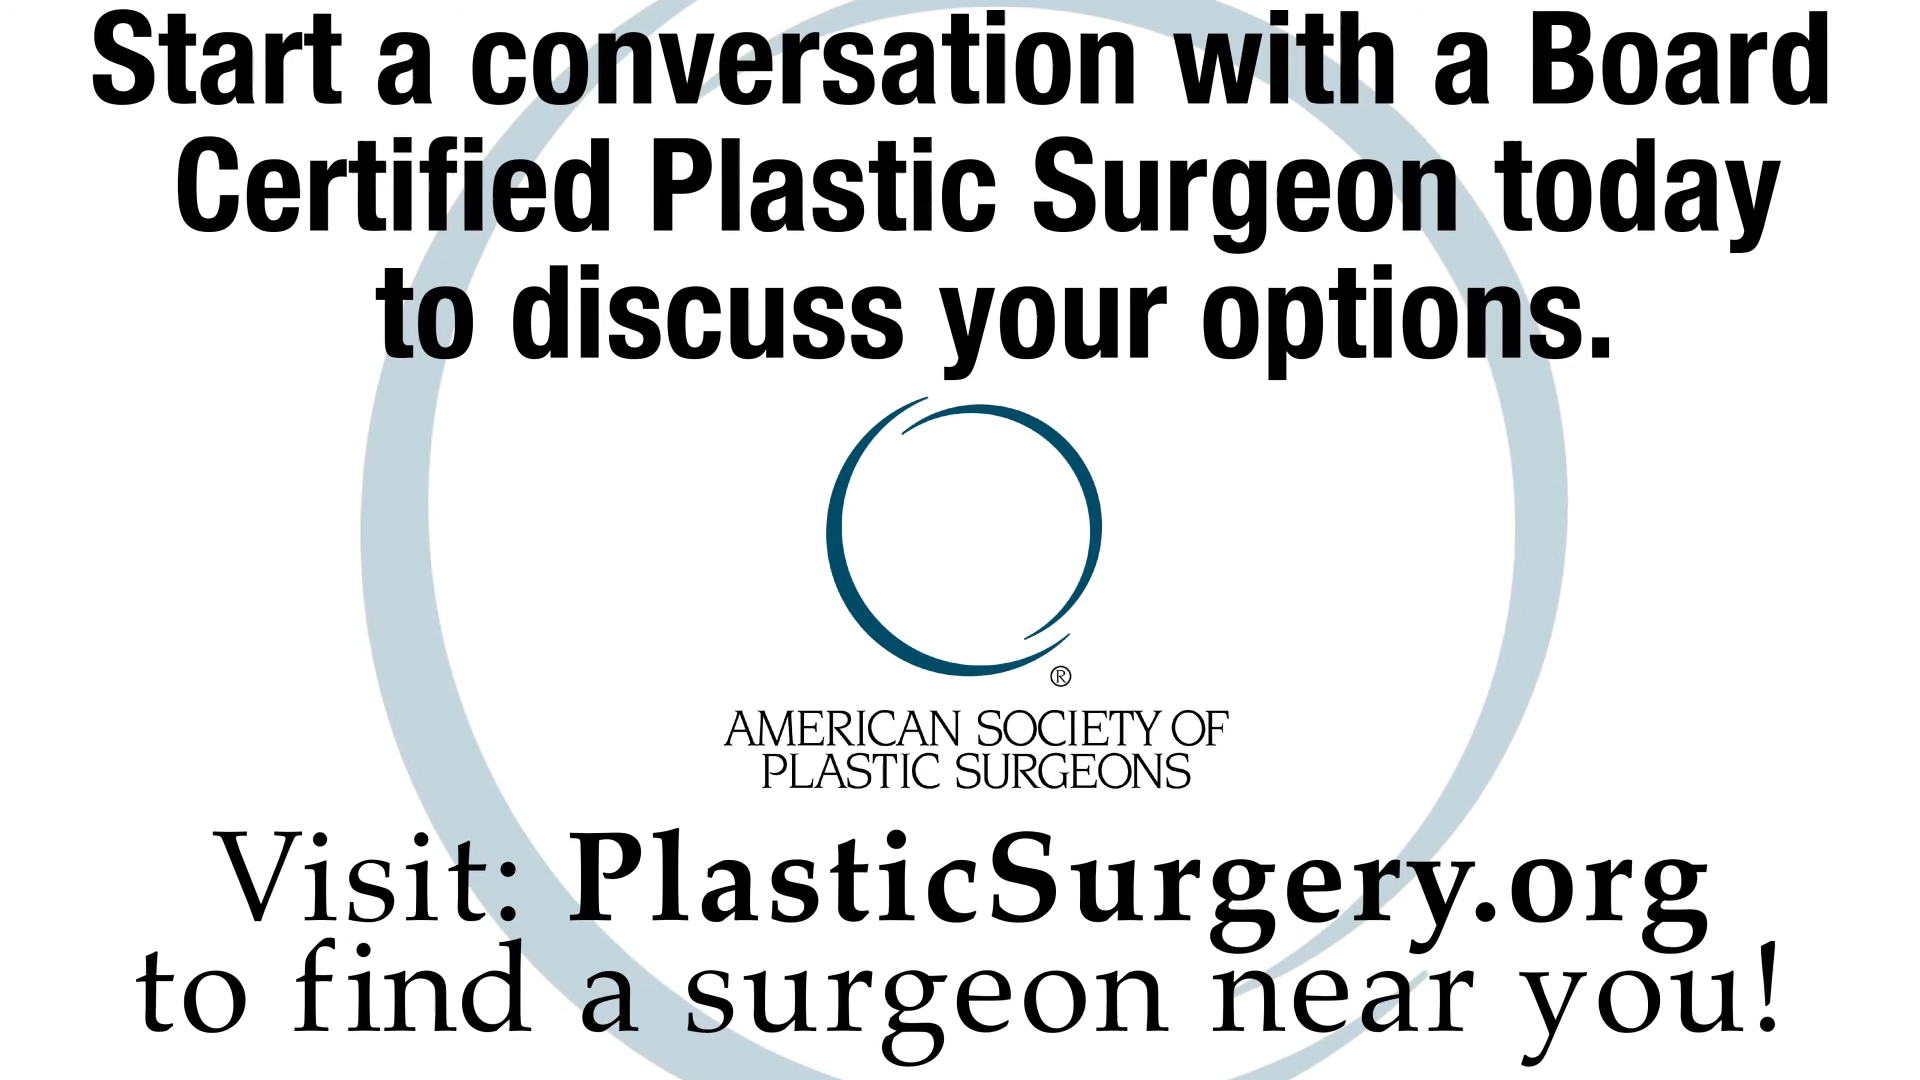 Start a conversation with a Board
Certified Plastic Surgeon today
to discuss your options.
®
AMERICAN SOCIETY OF
PLASTIC SURGEONS
Visit: PlasticSurgery.org
to find a surgeon near you!